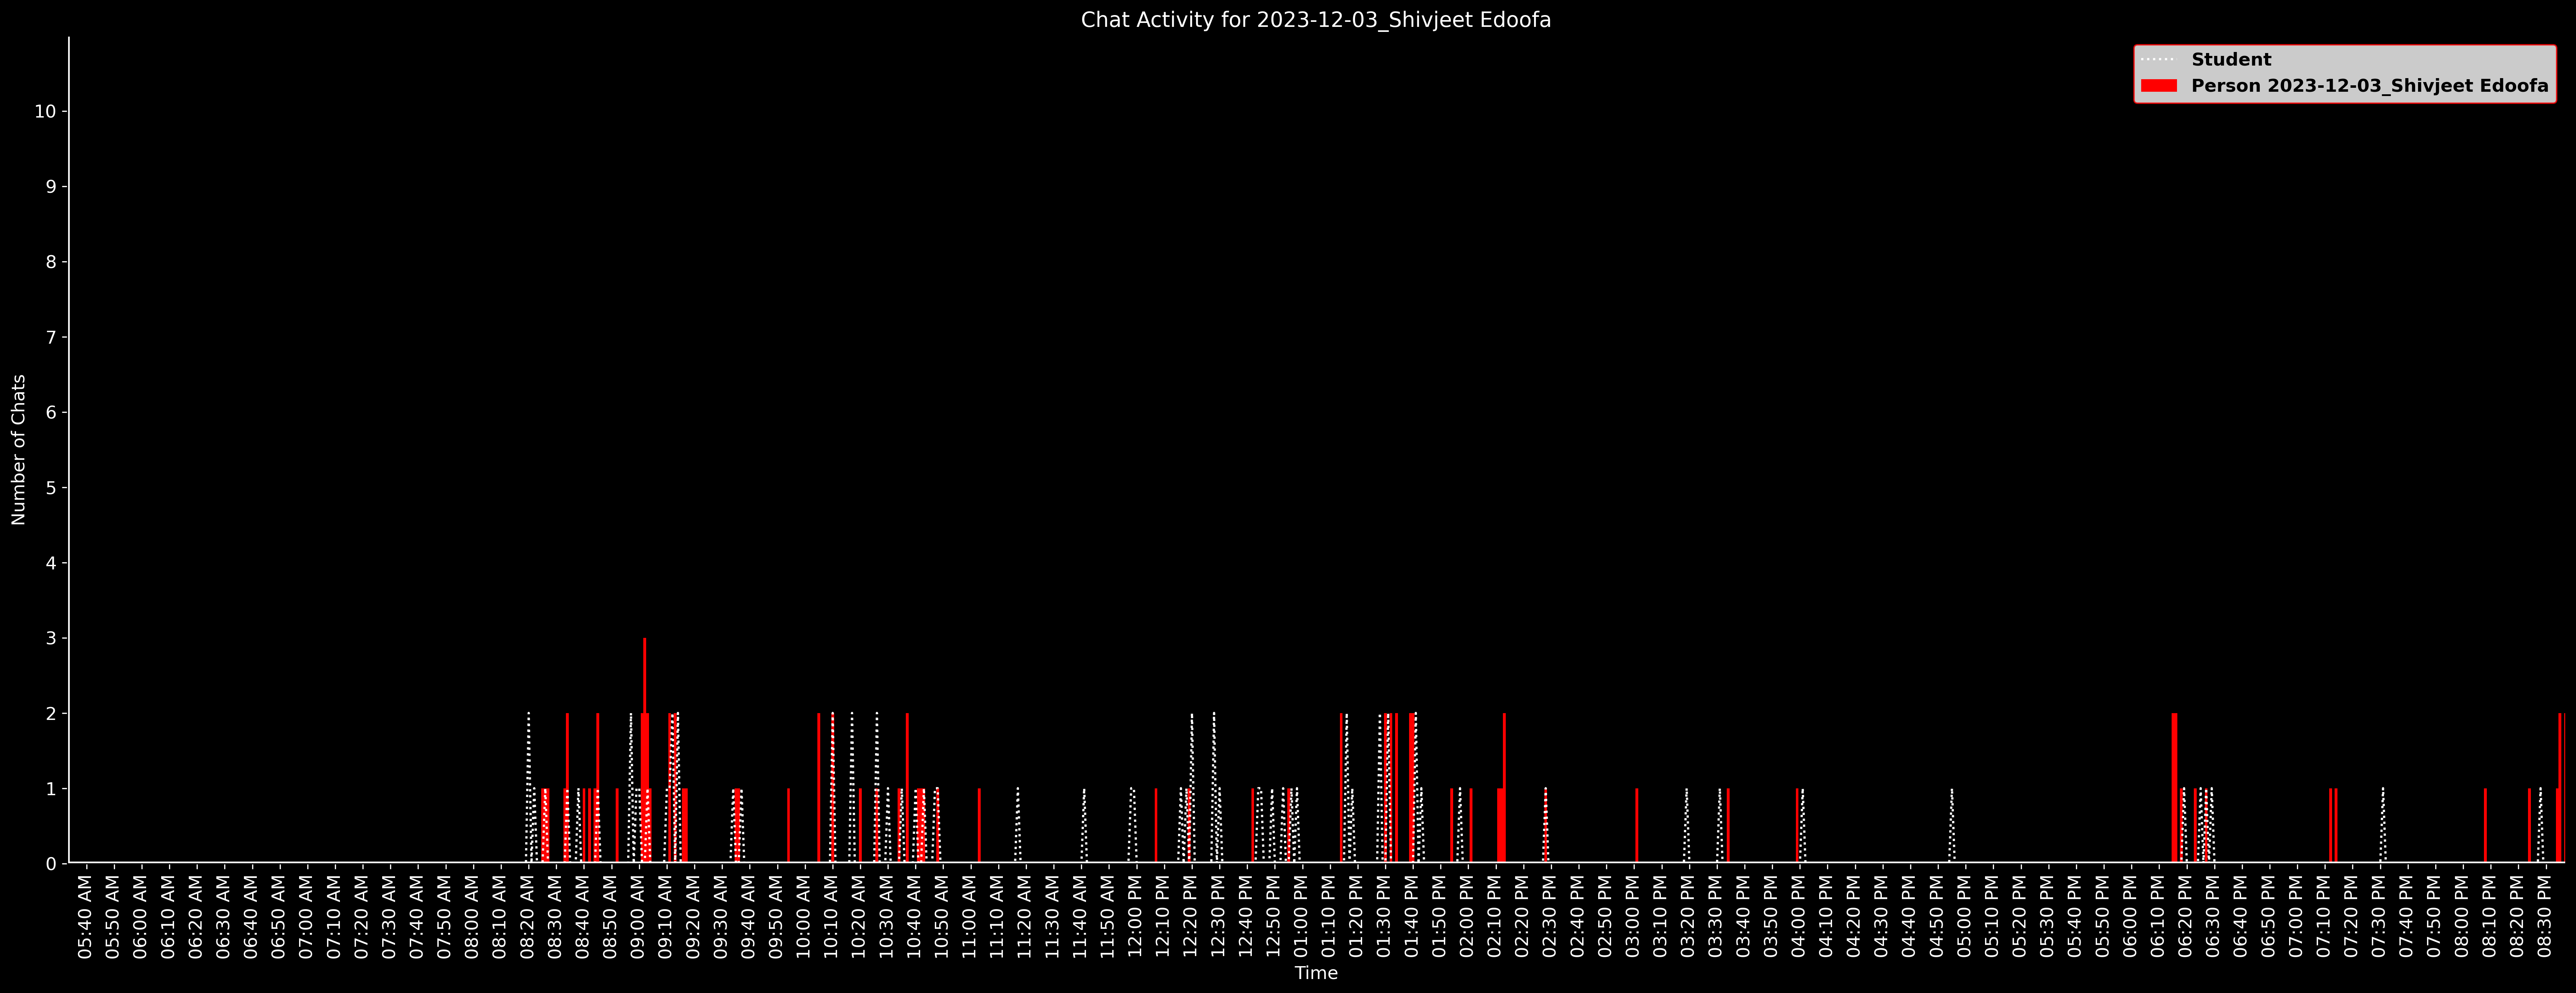 Chat Activity for 2023-12-03_Shivjeet Edoofa
Student
Person 2023-12-03_Shivjeet Edoofa
Number of Chats
10
9
8
7
6
5
4
3
2
1
0
05:40 AM
05:50 AM
06:00 AM
06:10 AM
06:20 AM
06:30 AM
06:40 AM
06:50 AM
07:00 AM
07:10 AM
07:20 AM
07:30 AM
07:40 AM
07:50 AM
08:00 AM
08:10 AM
08:20 AM
08:30 AM
08:40 AM
08:50 AM
09:00 AM
09:10 AM
09:20 AM
09:30 AM
09:40 AM
09:50 AM
10:00 AM
10:10 AM
10:20 AM
10:30 AM
10:40 AM
10:50 AM
11:00 AM
11:10 AM
11:20 AM
11:30 AM
11:40 AM
11:50 AM
12:00 PM
12:10 PM
12:20 PM
12:30 PM
12:40 PM
12:50 PM
01:00 PM
01:10 PM
01:20 PM
01:30 PM
01:40 PM
01:50 PM
02:00 PM
02:10 PM
02:20 PM
02:30 PM
02:40 PM
02:50 PM
03:00 PM
03:10 PM
03:20 PM
03:30 PM
03:40 PM
03:50 PM
04:00 PM
04:10 PM
04:20 PM
04:30 PM
04:40 PM
04:50 PM
05:00 PM
05:10 PM
05:20 PM
05:30 PM
05:40 PM
05:50 PM
06:00 PM
06:10 PM
06:20 PM
06:30 PM
06:40 PM
06:50 PM
07:00 PM
07:10 PM
07:20 PM
07:30 PM
07:40 PM
07:50 PM
08:00 PM
08:10 PM
08:20 PM
08:30 PM
Time